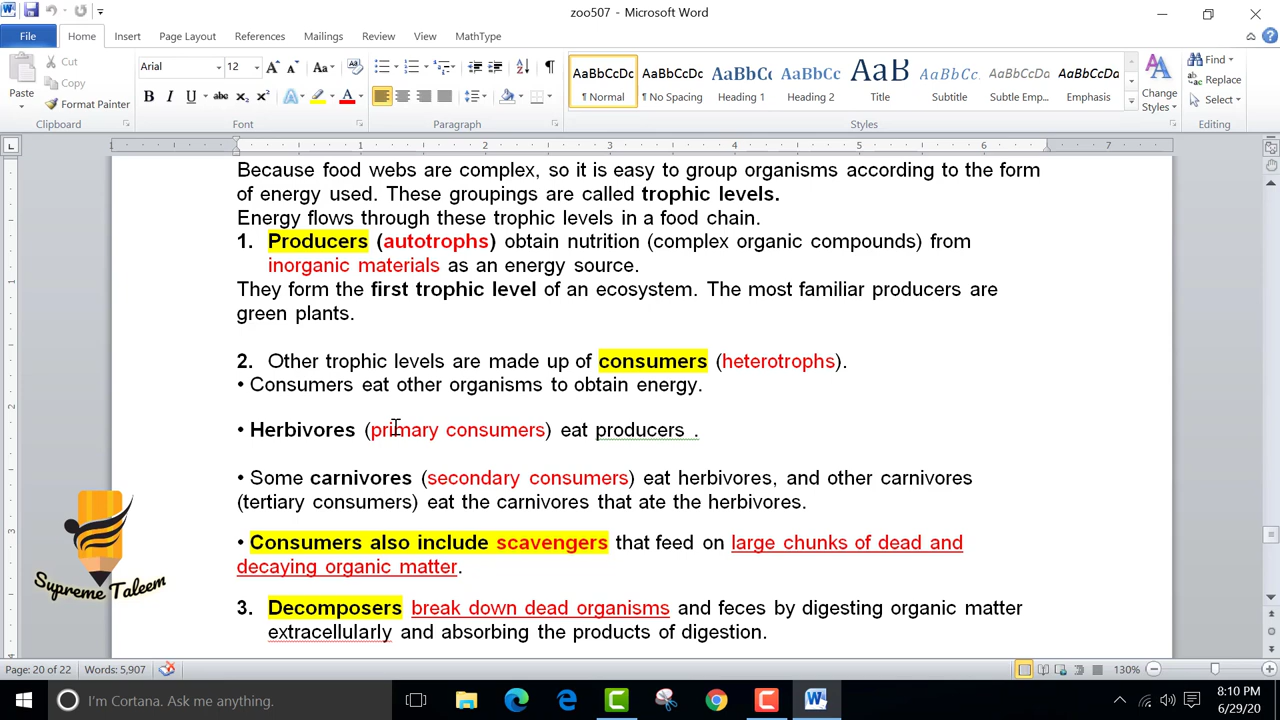 zoo507 - Microsoft Word
File Home Insert Page Layout References Mailings Review View MathType
Cut
Copy
Format Painter
Paste
Clipboard
Arial 12
Font
Paragraph
AaBbCcDc AaBbCcDc AaBbCc AaBbCc AaB AaBbCc. AaBbCcDc
¶ Normal ¶ No Spacing Heading 1 Heading 2 Title Subtitle Subtle Emp... Emphasis
Change Styles
Styles
Find
Replace
Select
Editing
Because food webs are complex, so it is easy to group organisms according to the form
of energy used. These groupings are called trophic levels.
Energy flows through these trophic levels in a food chain.
1. Producers (autotrophs) obtain nutrition (complex organic compounds) from
inorganic materials as an energy source.
They form the first trophic level of an ecosystem. The most familiar producers are
green plants.
2. Other trophic levels are made up of consumers (heterotrophs).
• Consumers eat other organisms to obtain energy.
• Herbivores (primary consumers) eat producers .
• Some carnivores (secondary consumers) eat herbivores, and other carnivores
(tertiary consumers) eat the carnivores that ate the herbivores.
• Consumers also include scavengers that feed on large chunks of dead and
decaying organic matter.
3. Decomposers break down dead organisms and feces by digesting organic matter
extracellularly and absorbing the products of digestion.
Supreme Taleem
Page: 20 of 22 Words: 5,907 130%
I'm Cortana. Ask me anything.
8:10 PM
6/29/20